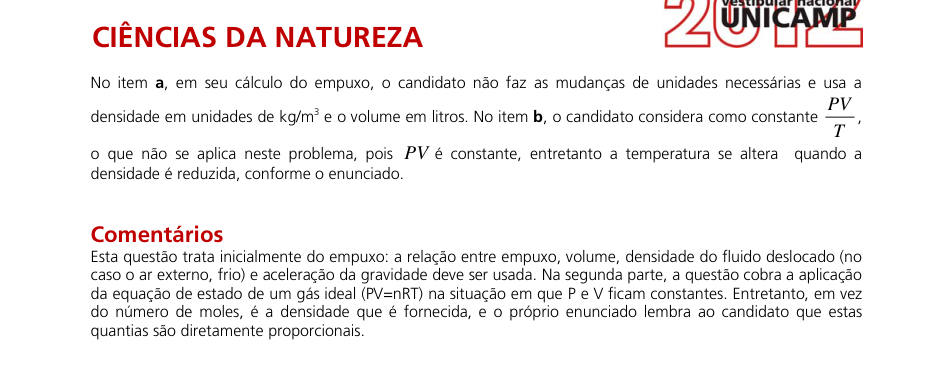 vestibular nacional
2012
UNICAMP
CIÊNCIAS DA NATUREZA
No item a, em seu cálculo do empuxo, o candidato não faz as mudanças de unidades necessárias e usa a
densidade em unidades de kg/m³ e o volume em litros. No item b, o candidato considera como constante PV/T,
o que não se aplica neste problema, pois PV é constante, entretanto a temperatura se altera quando a
densidade é reduzida, conforme o enunciado.
Comentários
Esta questão trata inicialmente do empuxo: a relação entre empuxo, volume, densidade do fluido deslocado (no
caso o ar externo, frio) e aceleração da gravidade deve ser usada. Na segunda parte, a questão cobra a aplicação
da equação de estado de um gás ideal (PV=nRT) na situação em que P e V ficam constantes. Entretanto, em vez
do número de moles, é a densidade que é fornecida, e o próprio enunciado lembra ao candidato que estas
quantias são diretamente proporcionais.